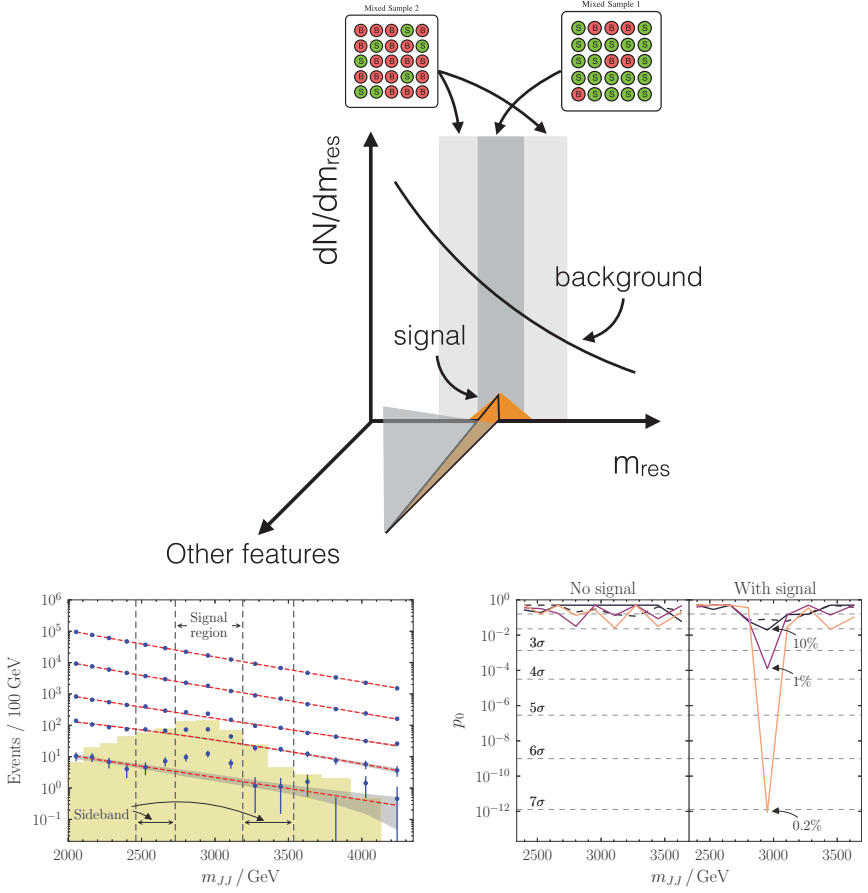 Mixed Sample 2
B B B S B
B S B B S
B B B B B
B B B S B
S S B B B
Mixed Sample 1
S B B B S
S S S S S
S S B B S
S S S S S
B S S S S
dN/dm_res
background
signal
m_res
Other features
Events / 100 GeV
10^6
10^5
10^4
10^3
10^2
10^1
10^0
10^−1
Signal
region
Sideband
2000 2500 3000 3500 4000
m_JJ / GeV
No signal
With signal
p_0
10^0
10^−2
10^−4
10^−6
10^−8
10^−10
10^−12
3σ
4σ
5σ
6σ
7σ
10%
1%
0.2%
2500 3000 3500
2500 3000 3500
m_JJ / GeV